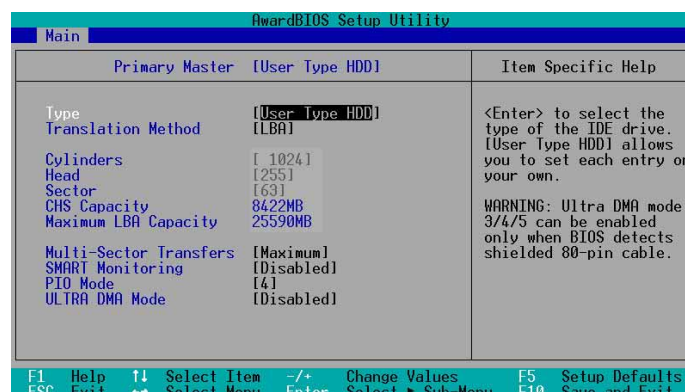 AwardBIOS Setup Utility
Main
Primary Master [User Type HDD]
Item Specific Help
Type [User Type HDD]
Translation Method [LBA]
Cylinders [ 1024]
Head [255]
Sector [63]
CHS Capacity 8422MB
Maximum LBA Capacity 25590MB
Multi-Sector Transfers [Maximum]
SMART Monitoring [Disabled]
PIO Mode [4]
ULTRA DMA Mode [Disabled]
<Enter> to select the
type of the IDE drive.
[User Type HDD] allows
you to set each entry on
your own.
WARNING: Ultra DMA mode
3/4/5 can be enabled
only when BIOS detects
shielded 80-pin cable.
F1 Help ↑↓ Select Item -/+ Change Values F5 Setup Defaults
ESC Exit ↔ Select Menu Enter Select ► Sub-Menu F10 Save and Exit